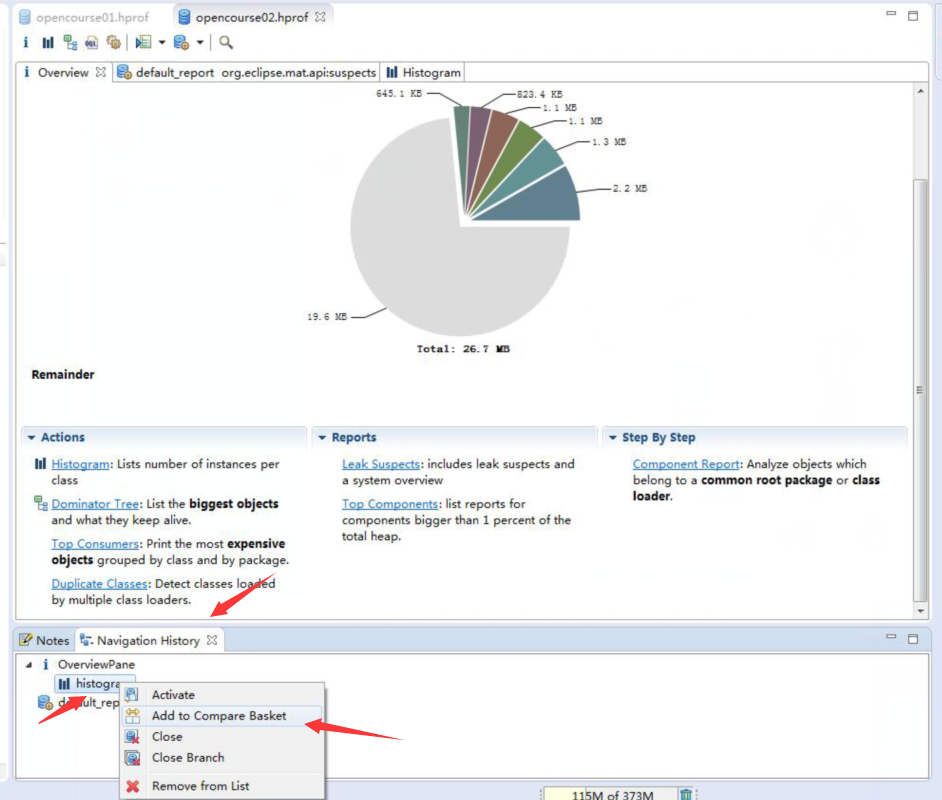 opencourse01.hprof opencourse02.hprof
i Overview default_report org.eclipse.mat.api:suspects Histogram
645.1 KB 823.4 KB
1.1 MB
1.1 MB
1.3 MB
2.2 MB
19.6 MB
Total: 26.7 MB
Remainder
Actions
Histogram: Lists number of instances per
class
Dominator Tree: List the biggest objects
and what they keep alive.
Top Consumers: Print the most expensive
objects grouped by class and by package.
Duplicate Classes: Detect classes loaded
by multiple class loaders.
Reports
Leak Suspects: includes leak suspects and
a system overview
Top Components: list reports for
components bigger than 1 percent of the
total heap.
Step By Step
Component Report: Analyze objects which
belong to a common root package or class
loader.
Notes Navigation History
i OverviewPane
histogra
default_rep
Activate
Add to Compare Basket
Close
Close Branch
Remove from List
115M of 373M